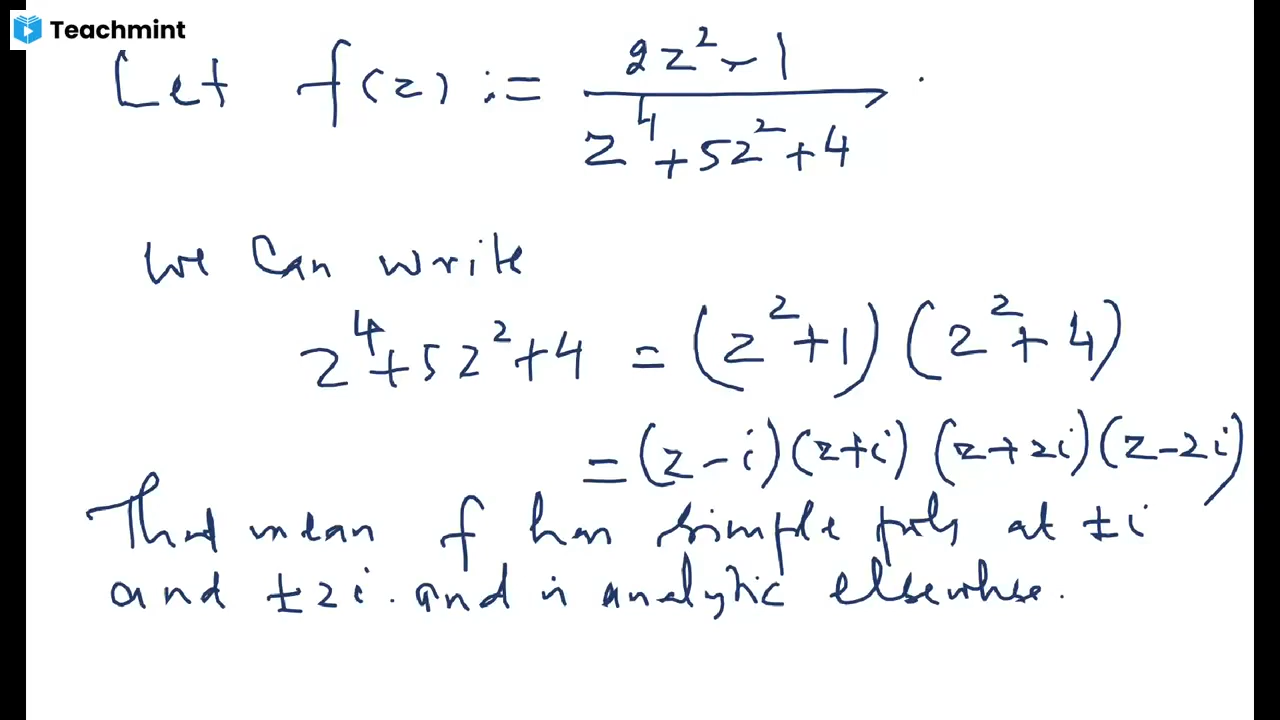 Teachmint
Let f(z) := (2z² - 1) / (z⁴ + 5z² + 4)
We can write
z⁴ + 5z² + 4 = (z² + 1) (z² + 4)
= (z - i) (z + i) (z + 2i) (z - 2i)
That mean f has simple pols at ± i
and ± 2i. and is analytic elsewhere.